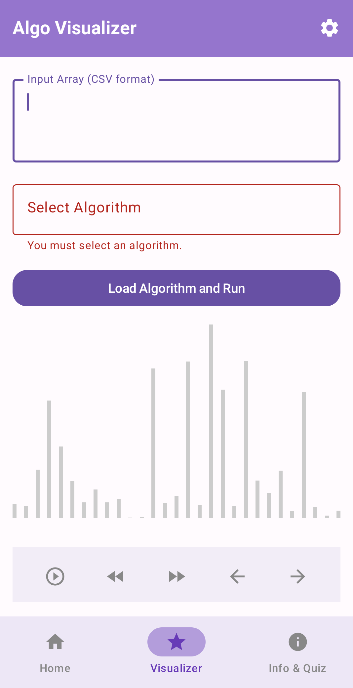 Algo Visualizer
Input Array (CSV format)
Select Algorithm
You must select an algorithm.
Load Algorithm and Run
Home
Visualizer
Info & Quiz